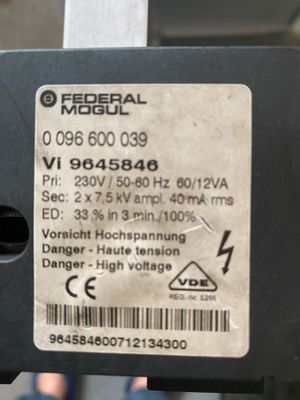 FEDERAL
MOGUL
0 096 600 039
Vi 9645846
Pri: 230V / 50-60 Hz 60/12VA
Sec: 2 x 7,5 kV ampl. 40 mA rms
ED: 33 % in 3 min./100%
Vorsicht Hochspannung
Danger - Haute tension
Danger - High voltage
CE
VDE
964584600712134300